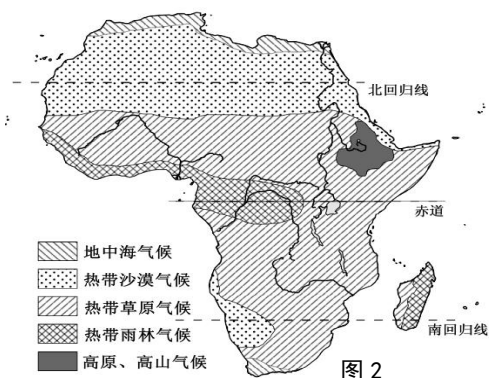 北回归线
赤道
南回归线
地中海气候
热带沙漠气候
热带草原气候
热带雨林气候
高原、高山气候
图 2